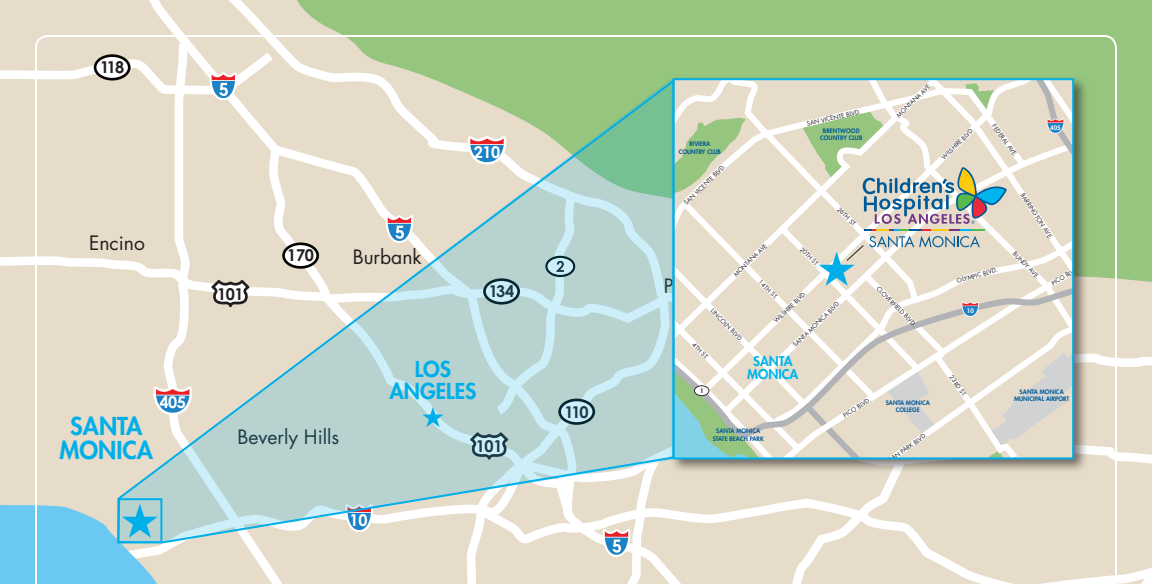 118
5
210
Encino
170
5
Burbank
101
134
2
P
LOS
ANGELES
405
110
SANTA
MONICA
Beverly Hills
101
10
5
SAN VICENTE BLVD.
MONTANA AVE.
405
BRENTWOOD
COUNTRY CLUB
RIVIERA
COUNTRY CLUB
WILSHIRE BLVD.
FEDERAL AVE.
SAN VICENTE BLVD.
Children's
Hospital
LOS ANGELES
SANTA MONICA
BARRINGTON AVE.
26TH ST.
MONTANA AVE.
20TH ST.
BUNDY AVE.
OLYMPIC BLVD.
PICO BL
14TH ST.
WILSHIRE BLVD.
CLOVERFIELD BLVD.
10
LINCOLN BLVD.
SANTA MONICA BLVD.
4TH ST.
SANTA
MONICA
1
23RD ST.
PICO BLVD.
SANTA MONICA
COLLEGE
SANTA MONICA
MUNICIPAL AIRPORT
SANTA MONICA
STATE BEACH PARK
AN PARK BLVD.